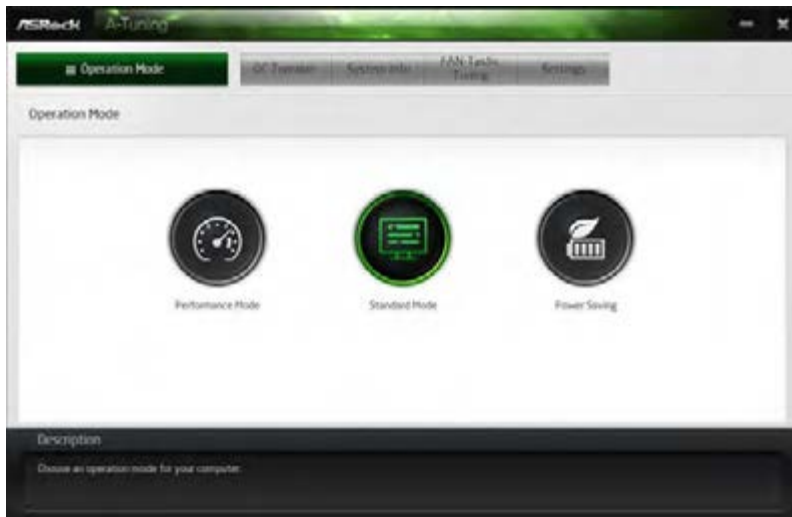 ASRock A-Tuning
Operation Mode
OC Tweaker
System Info
FAN-Tastic
Tuning
Settings
Operation Mode
Performance Mode
Standard Mode
Power Saving
Description
Choose an operation mode for your computer.